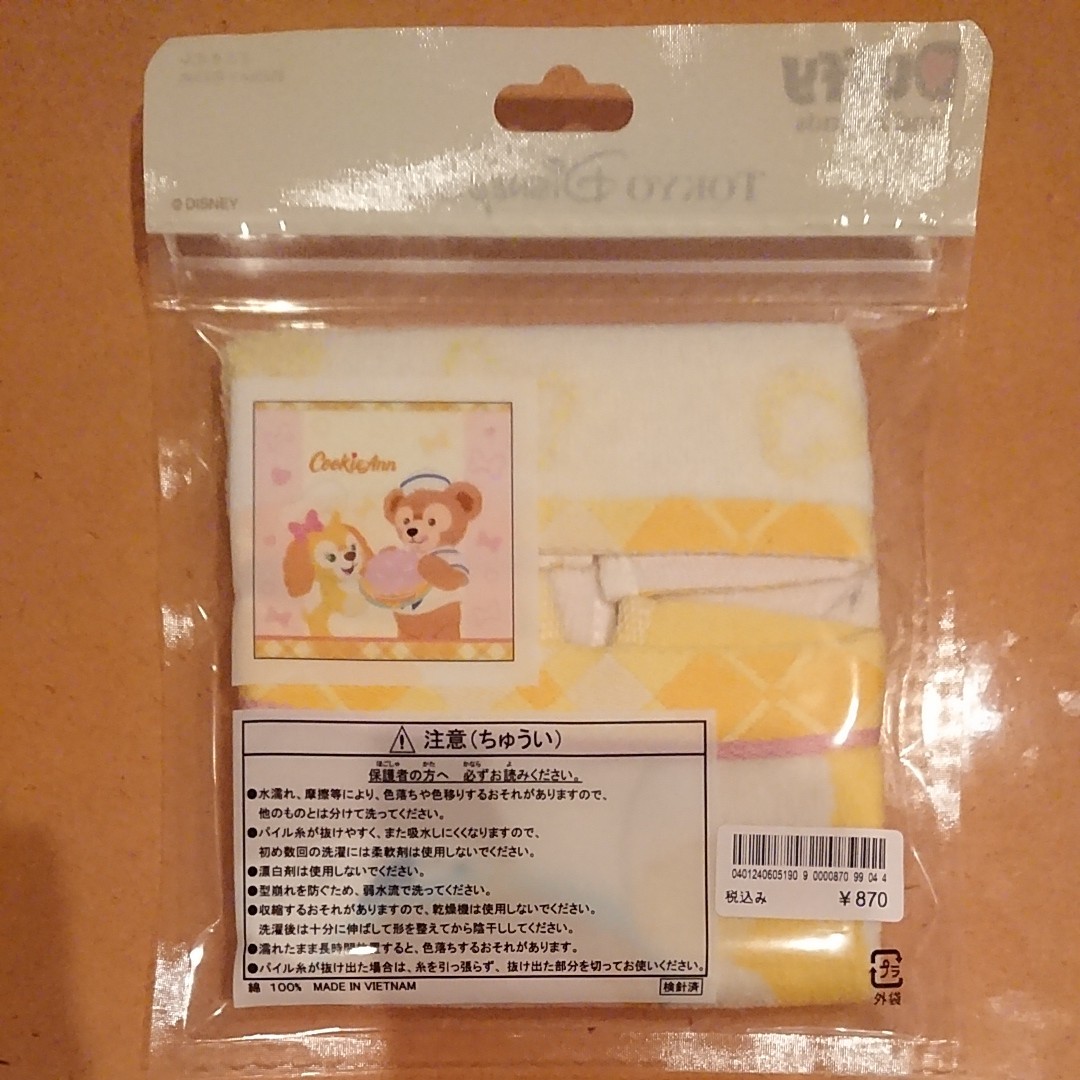 Duffy
TOKYO Disney
© DISNEY
CookieAnn
注意(ちゅうい)
ほごしゃ かた かなら よ
保護者の方へ 必ずお読みください。
●水濡れ、摩擦等により、色落ちや色移りするおそれがありますので、
他のものとは分けて洗ってください。
●パイル糸が抜けやすく、また吸水しにくくなりますので、
初め数回の洗濯には柔軟剤は使用しないでください。
●漂白剤は使用しないでください。
●型崩れを防ぐため、弱水流で洗ってください。
●収縮するおそれがありますので、乾燥機は使用しないでください。
洗濯後は十分に伸ばして形を整えてから陰干ししてください。
●濡れたまま長時間放置すると、色落ちするおそれがあります。
●パイル糸が抜け出た場合は、糸を引っ張らず、抜け出た部分を切ってお使いください。
綿 100% MADE IN VIETNAM
検針済
0401240605190 9 0000870 99 04 4
税込み ¥870
プラ
外袋